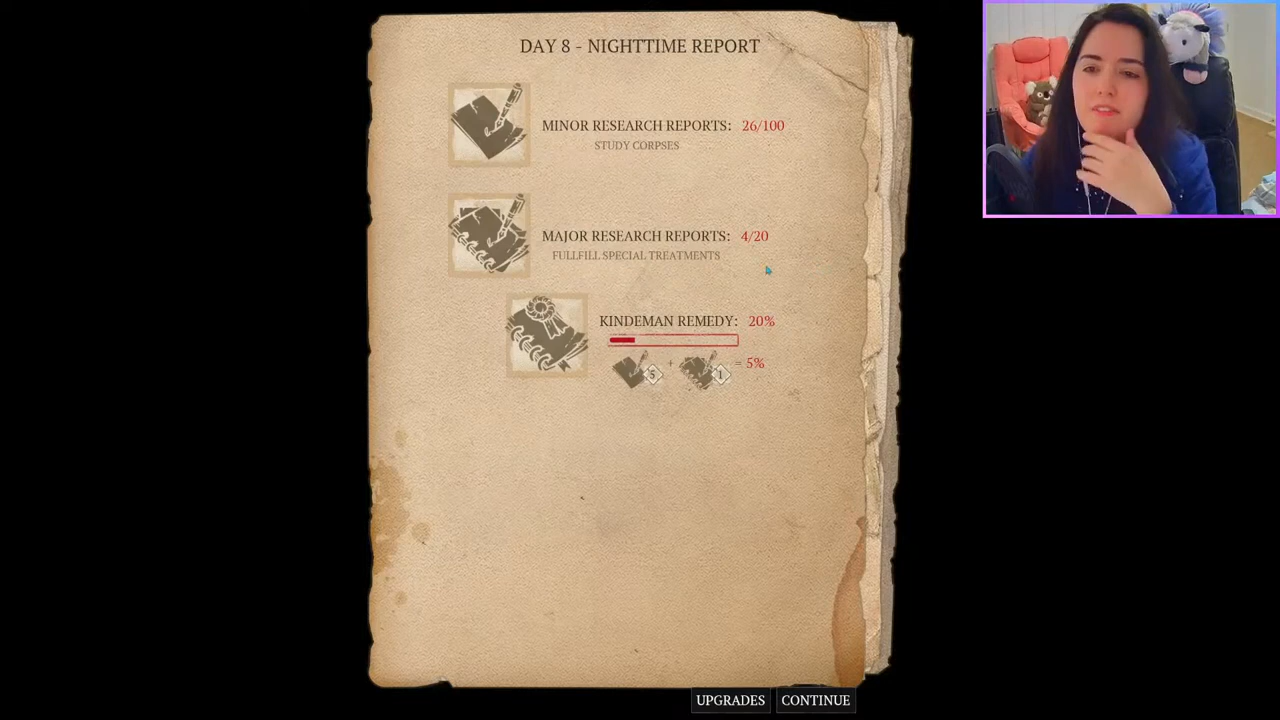 DAY 8 - NIGHTTIME REPORT
MINOR RESEARCH REPORTS: 26/100
STUDY CORPSES
MAJOR RESEARCH REPORTS: 4/20
FULLFILL SPECIAL TREATMENTS
KINDEMAN REMEDY: 20%
5 + 1 = 5%
UPGRADES CONTINUE